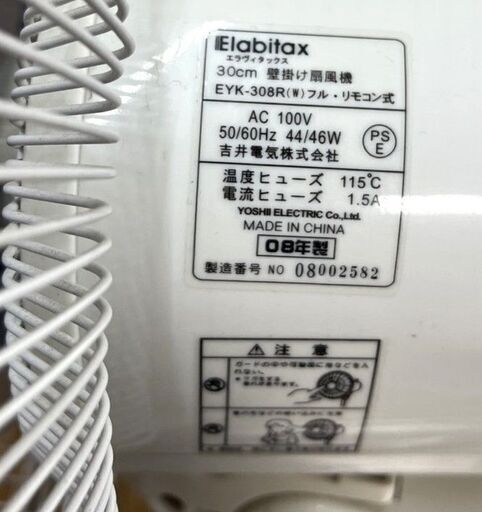 Elabitax
エラヴィタックス
30cm 壁掛け扇風機
EYK-308R(W)フル・リモコン式
AC 100V
50/60Hz 44/46W
吉井電気株式会社
PS
E
温度ヒューズ 115℃
電流ヒューズ 1.5A
YOSHII ELECTRIC Co.,Ltd.
MADE IN CHINA
08年製
製造番号 NO 08002582
注意